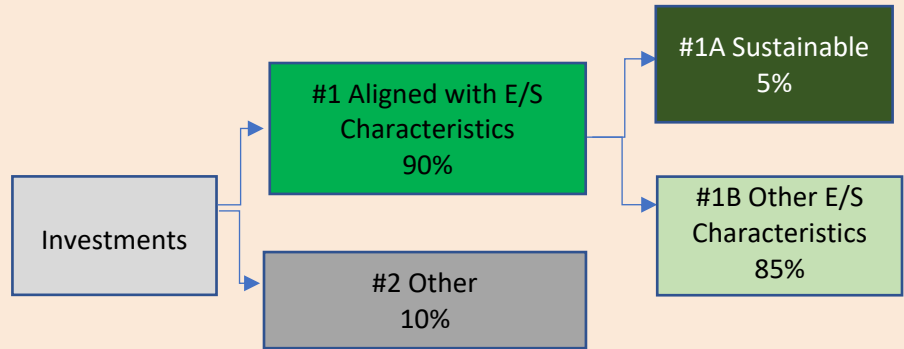 Investments
#1 Aligned with E/S
Characteristics
90%
#2 Other
10%
#1A Sustainable
5%
#1B Other E/S
Characteristics
85%